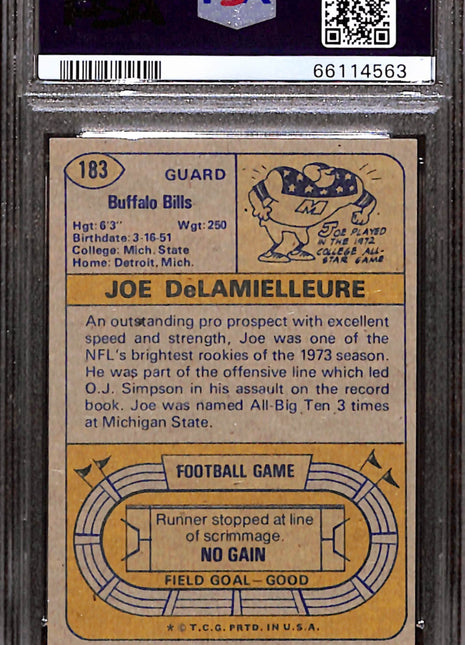 66114563
183
GUARD
Buffalo Bills
Hgt: 6'3" Wgt: 250
Birthdate: 3-16-51
College: Mich. State
Home: Detroit, Mich.
M
JOE PLAYED
IN THE 1972
COLLEGE ALL-
STAR GAME
JOE DeLAMIELLEURE
An outstanding pro prospect with excellent
speed and strength, Joe was one of the
NFL's brightest rookies of the 1973 season.
He was part of the offensive line which led
O.J. Simpson in his assault on the record
book. Joe was named All-Big Ten 3 times
at Michigan State.
FOOTBALL GAME
Runner stopped at line
of scrimmage.
NO GAIN
FIELD GOAL—GOOD
* © T.C.G. PRTD. IN U.S.A.